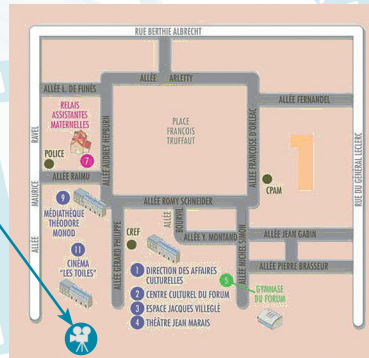 RUE BERTHIE ALBRECHT
ALLÉE ARLETTY
ALLÉE L. DE FUNÈS
ALLÉE FERNANDEL
RELAIS
ASSISTANTES
MATERNELLES
7
PLACE
FRANÇOIS
TRUFFAUT
ALLÉE AUDREY HEPBURN
ALLÉE FRANÇOISE D'ORLÉAC
RUE DU GÉNÉRAL LECLERC
ALLÉE MAURICE RAVEL
POLICE
ALLÉE RAIMU
1
CPAM
9
MÉDIATHÈQUE
THÉODORE
MONOD
ALLÉE ROMY SCHNEIDER
ALLÉE BOURVIL
ALLÉE GÉRARD PHILIPPE
CREF
ALLÉE Y. MONTAND
ALLÉE MICHEL SIMON
ALLÉE JEAN GABIN
ALLÉE PIERRE BRASSEUR
11
CINÉMA
"LES TOILES"
1 DIRECTION DES AFFAIRES
CULTURELLES
2 CENTRE CULTUREL DU FORUM
3 ESPACE JACQUES VILLEGLÉ
4 THÉÂTRE JEAN MARAIS
5
GYMNASE
DU FORUM